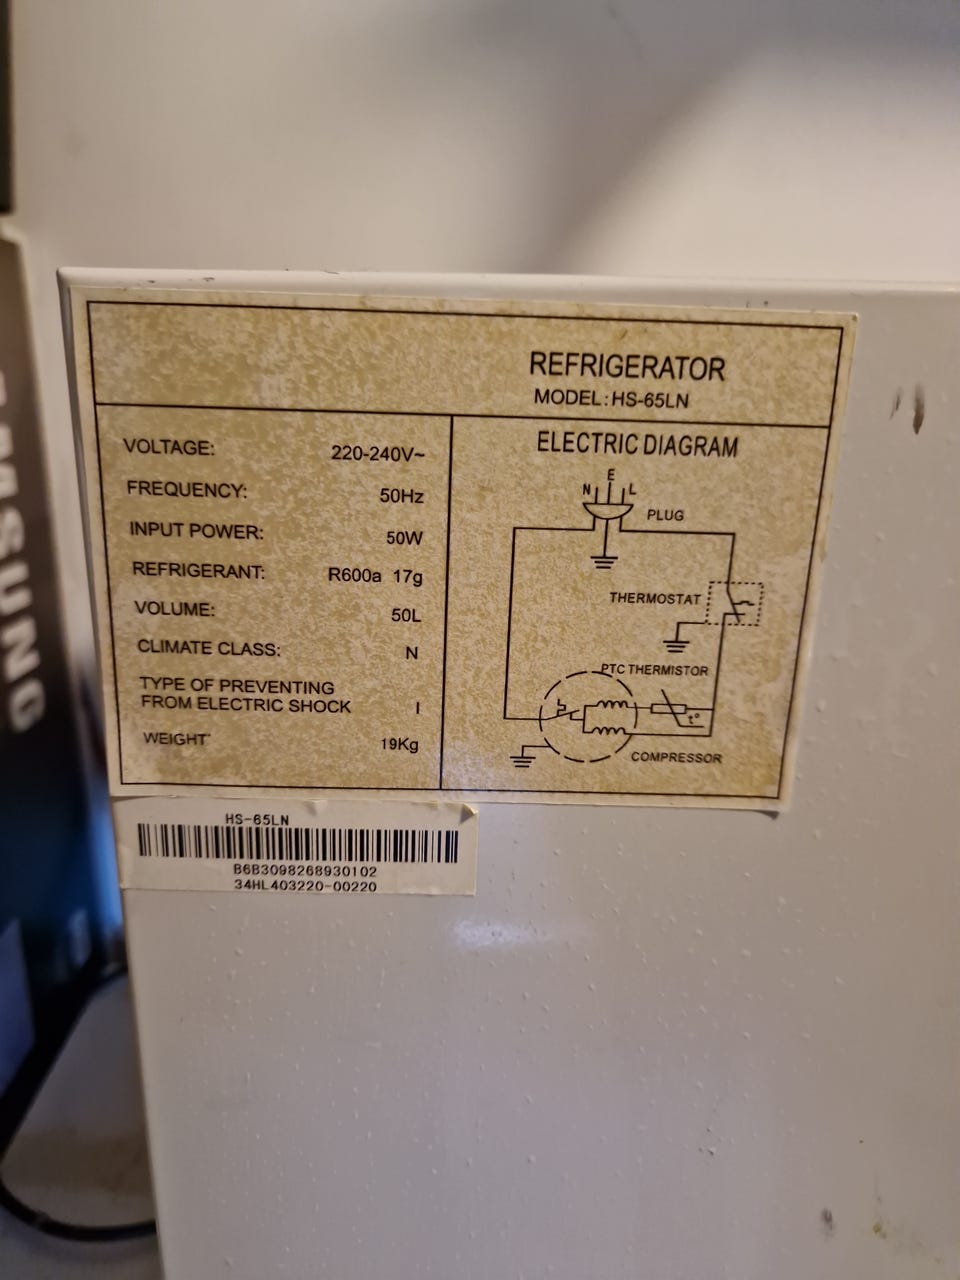 REFRIGERATOR
MODEL:HS-65LN
VOLTAGE: 220-240V~
FREQUENCY: 50Hz
INPUT POWER: 50W
REFRIGERANT: R600a 17g
VOLUME: 50L
CLIMATE CLASS: N
TYPE OF PREVENTING
FROM ELECTRIC SHOCK I
WEIGHT 19Kg
ELECTRIC DIAGRAM
N E L
PLUG
THERMOSTAT
PTC THERMISTOR
t°
COMPRESSOR
HS-65LN
B6B3098268930102
34HL403220-00220
SAMSUNG